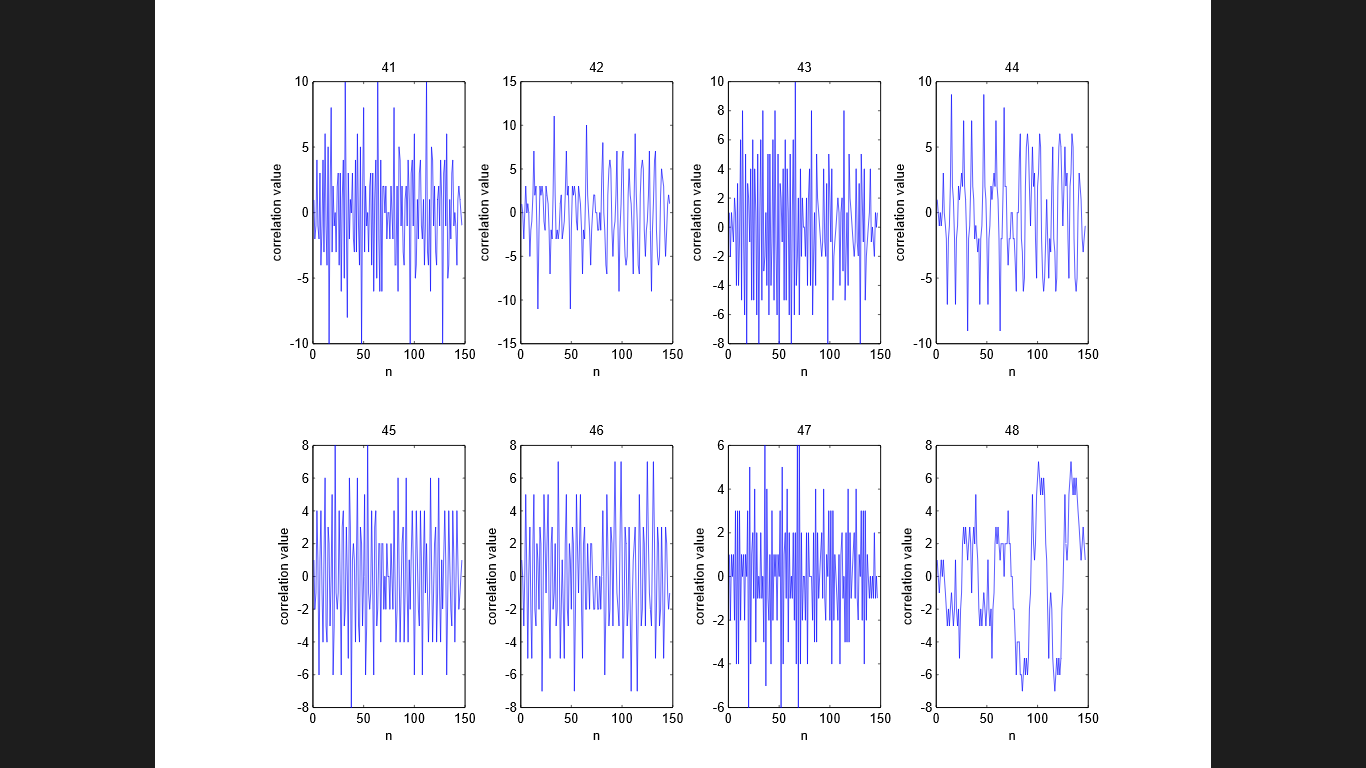 41 42 43 44
10 15 10 10
8
10
5 6 5
5 4
2
0 0 0 0
-5 -2
-5 -4 -5
-10
-6
-10 -15 -8 -10
correlation value correlation value correlation value correlation value
0 50 100 150 0 50 100 150 0 50 100 150 0 50 100 150
n n n n
45 46 47 48
8 8 6 8
6 6 4 6
4 4 4
2 2 2 2
0 0 0 0
-2 -2 -2 -2
-4 -4 -4
-6 -6 -4 -6
-8 -8 -6 -8
correlation value correlation value correlation value correlation value
0 50 100 150 0 50 100 150 0 50 100 150 0 50 100 150
n n n n